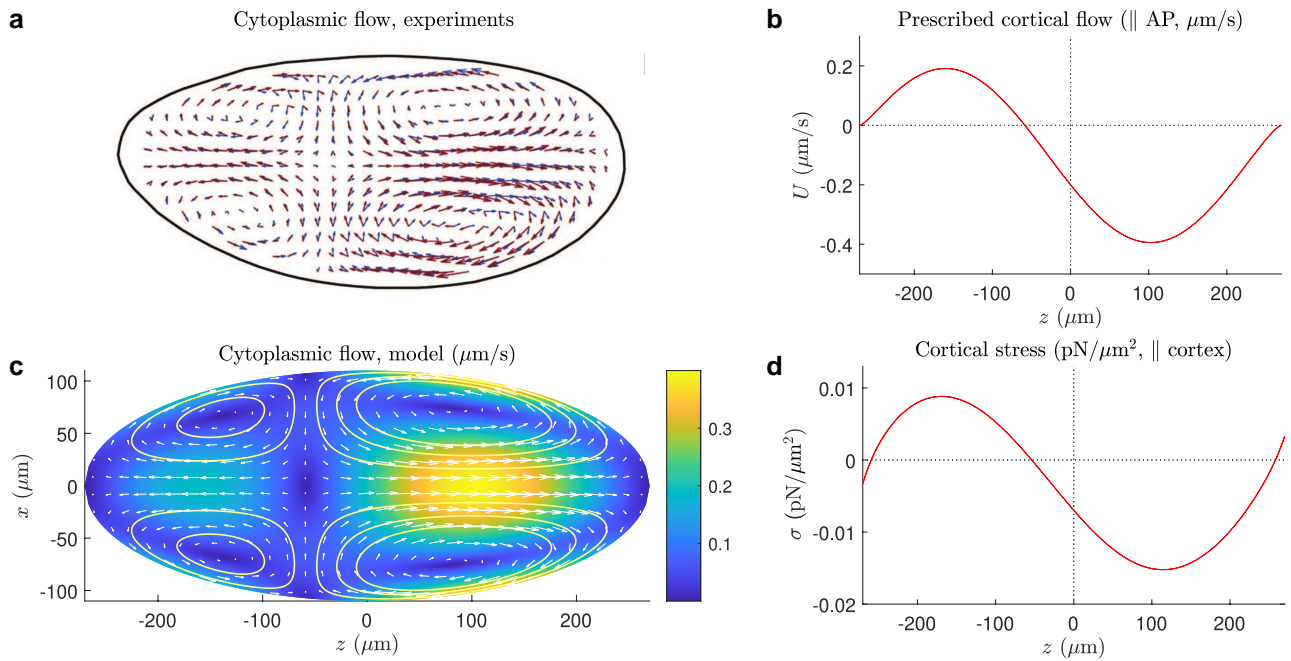 a
Cytoplasmic flow, experiments
b
Prescribed cortical flow (∥ AP, μm/s)
0.2
0
-0.2
-0.4
U (μm/s)
-200 -100 0 100 200
z (μm)
c
Cytoplasmic flow, model (μm/s)
100
50
0
-50
-100
x (μm)
-200 -100 0 100 200
z (μm)
0.3
0.2
0.1
d
Cortical stress (pN/μm², ∥ cortex)
0.01
0
-0.01
-0.02
σ (pN/μm²)
-200 -100 0 100 200
z (μm)